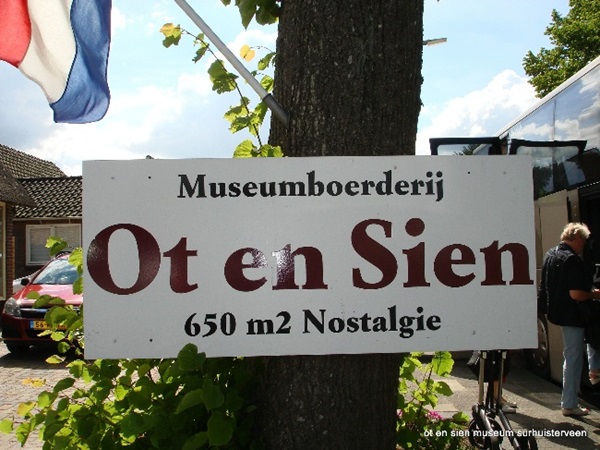 Museumboerderij
Ot en Sien
650 m2 Nostalgie
ot en sien museum surhuisterveen